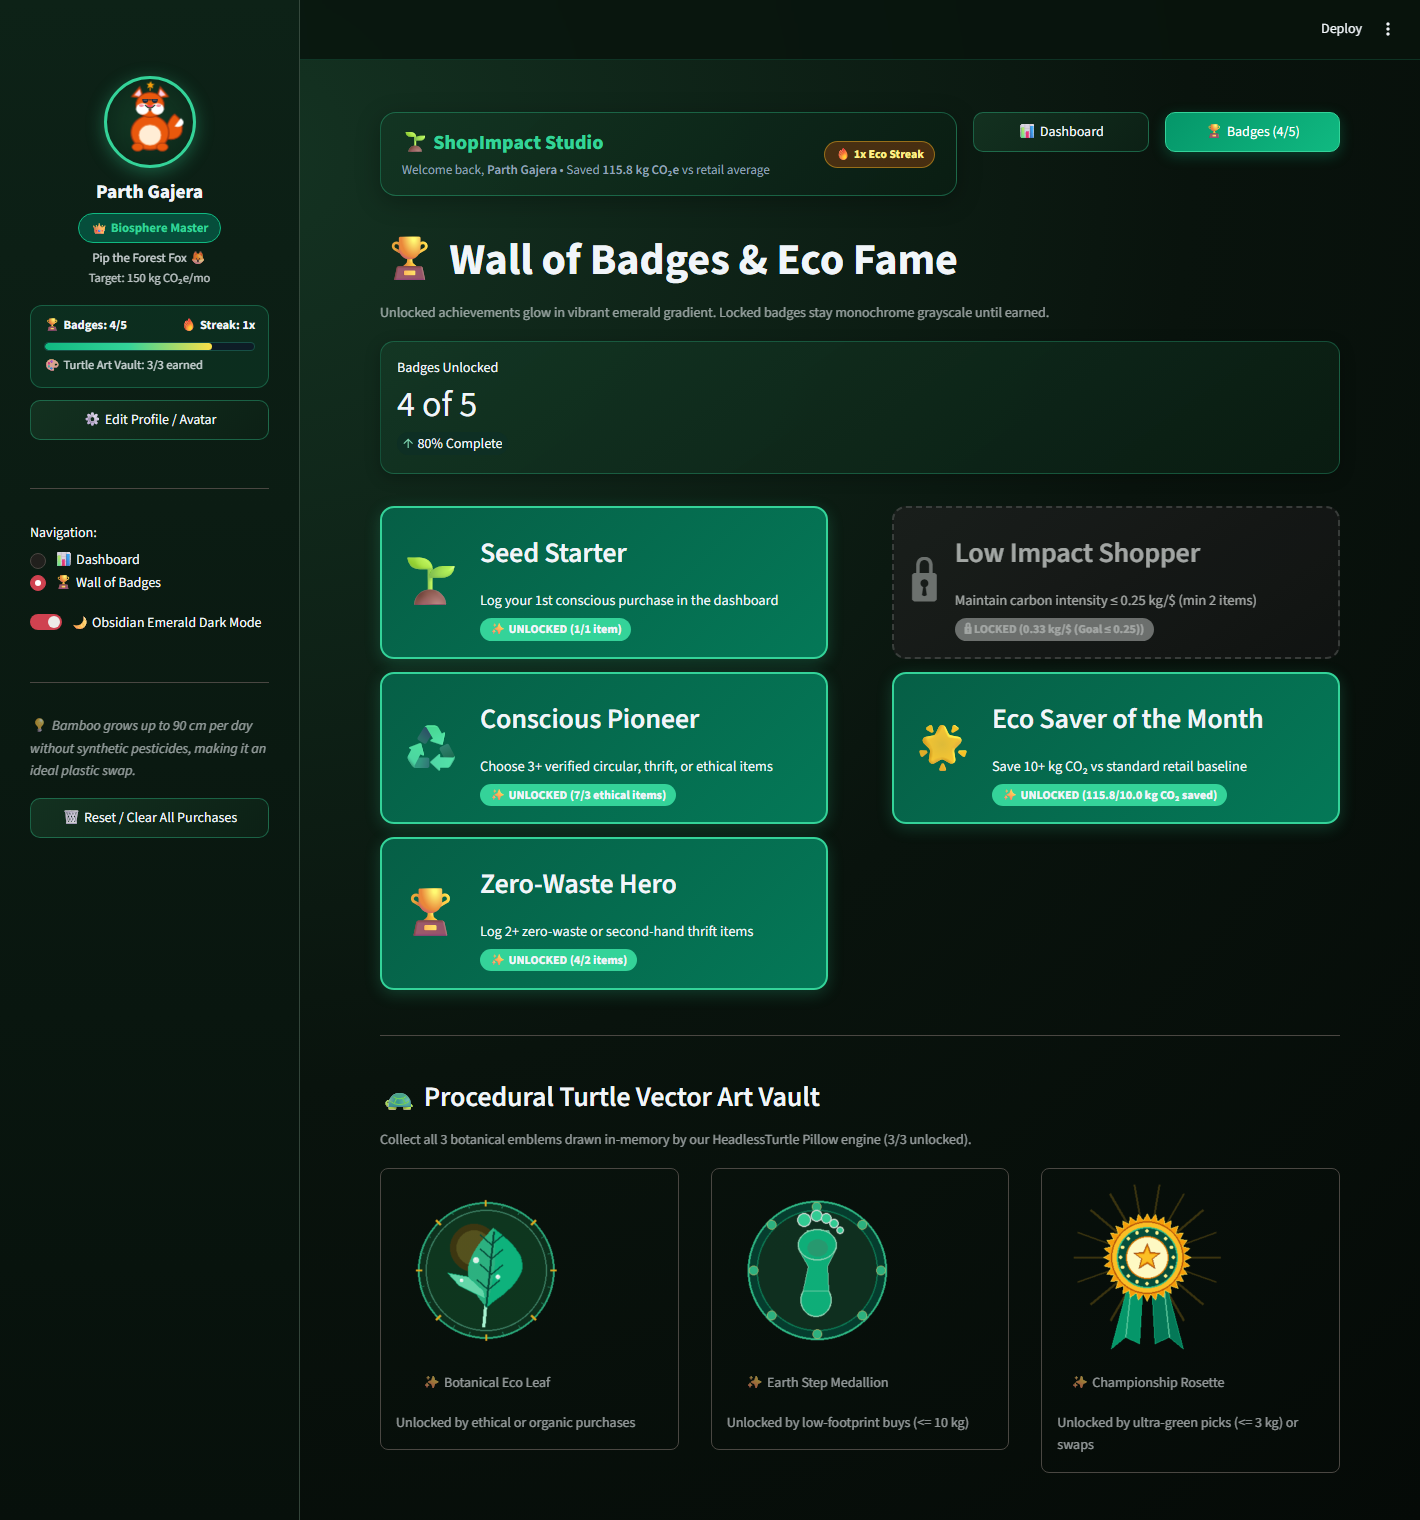 Deploy
Parth Gajera
Biosphere Master
Pip the Forest Fox
Target: 150 kg CO₂e/mo
Badges: 4/5
Streak: 1x
Turtle Art Vault: 3/3 earned
Edit Profile / Avatar
Navigation:
Dashboard
Wall of Badges
Obsidian Emerald Dark Mode
Bamboo grows up to 90 cm per day
without synthetic pesticides, making it an
ideal plastic swap.
Reset / Clear All Purchases
ShopImpact Studio
Welcome back, Parth Gajera • Saved 115.8 kg CO₂e vs retail average
1x Eco Streak
Dashboard
Badges (4/5)
Wall of Badges & Eco Fame
Unlocked achievements glow in vibrant emerald gradient. Locked badges stay monochrome grayscale until earned.
Badges Unlocked
4 of 5
↑ 80% Complete
Seed Starter
Log your 1st conscious purchase in the dashboard
UNLOCKED (1/1 item)
Low Impact Shopper
Maintain carbon intensity ≤ 0.25 kg/$ (min 2 items)
LOCKED (0.33 kg/$ (Goal ≤ 0.25))
Conscious Pioneer
Choose 3+ verified circular, thrift, or ethical items
UNLOCKED (7/3 ethical items)
Eco Saver of the Month
Save 10+ kg CO₂ vs standard retail baseline
UNLOCKED (115.8/10.0 kg CO₂ saved)
Zero-Waste Hero
Log 2+ zero-waste or second-hand thrift items
UNLOCKED (4/2 items)
Procedural Turtle Vector Art Vault
Collect all 3 botanical emblems drawn in-memory by our HeadlessTurtle Pillow engine (3/3 unlocked).
Botanical Eco Leaf
Unlocked by ethical or organic purchases
Earth Step Medallion
Unlocked by low-footprint buys (<= 10 kg)
Championship Rosette
Unlocked by ultra-green picks (<= 3 kg) or
swaps